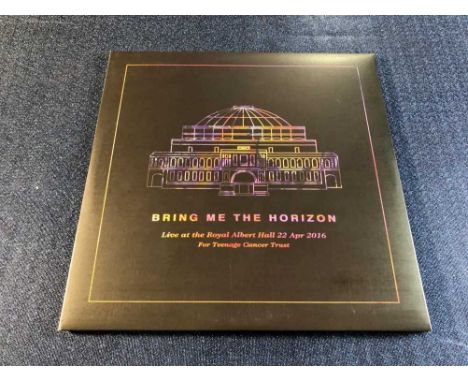 BRING ME THE HORIZON
Live at the Royal Albert Hall 22 Apr 2016
For Teenage Cancer Trust